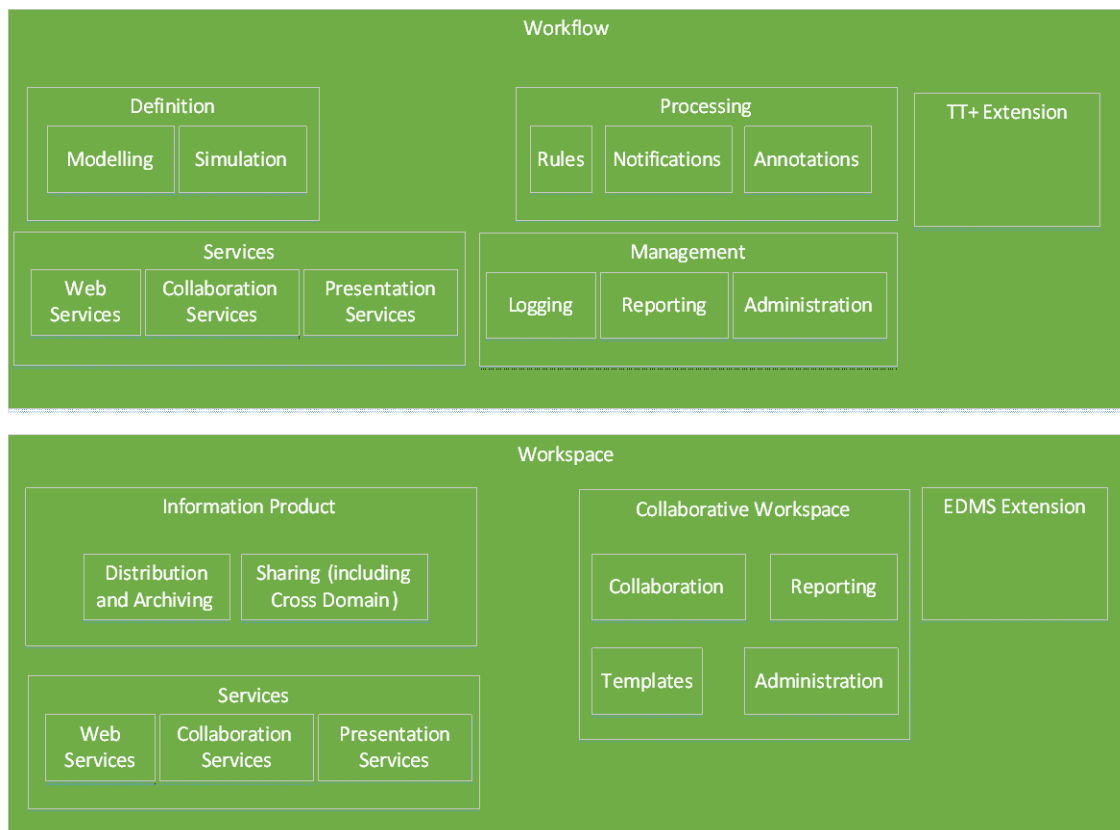 Workflow
Definition
Modelling
Simulation
Processing
Rules
Notifications
Annotations
TT+ Extension
Services
Web
Services
Collaboration
Services
Presentation
Services
Management
Logging
Reporting
Administration
Workspace
Information Product
Distribution
and Archiving
Sharing (including
Cross Domain)
Collaborative Workspace
Collaboration
Reporting
Templates
Administration
EDMS Extension
Services
Web
Services
Collaboration
Services
Presentation
Services